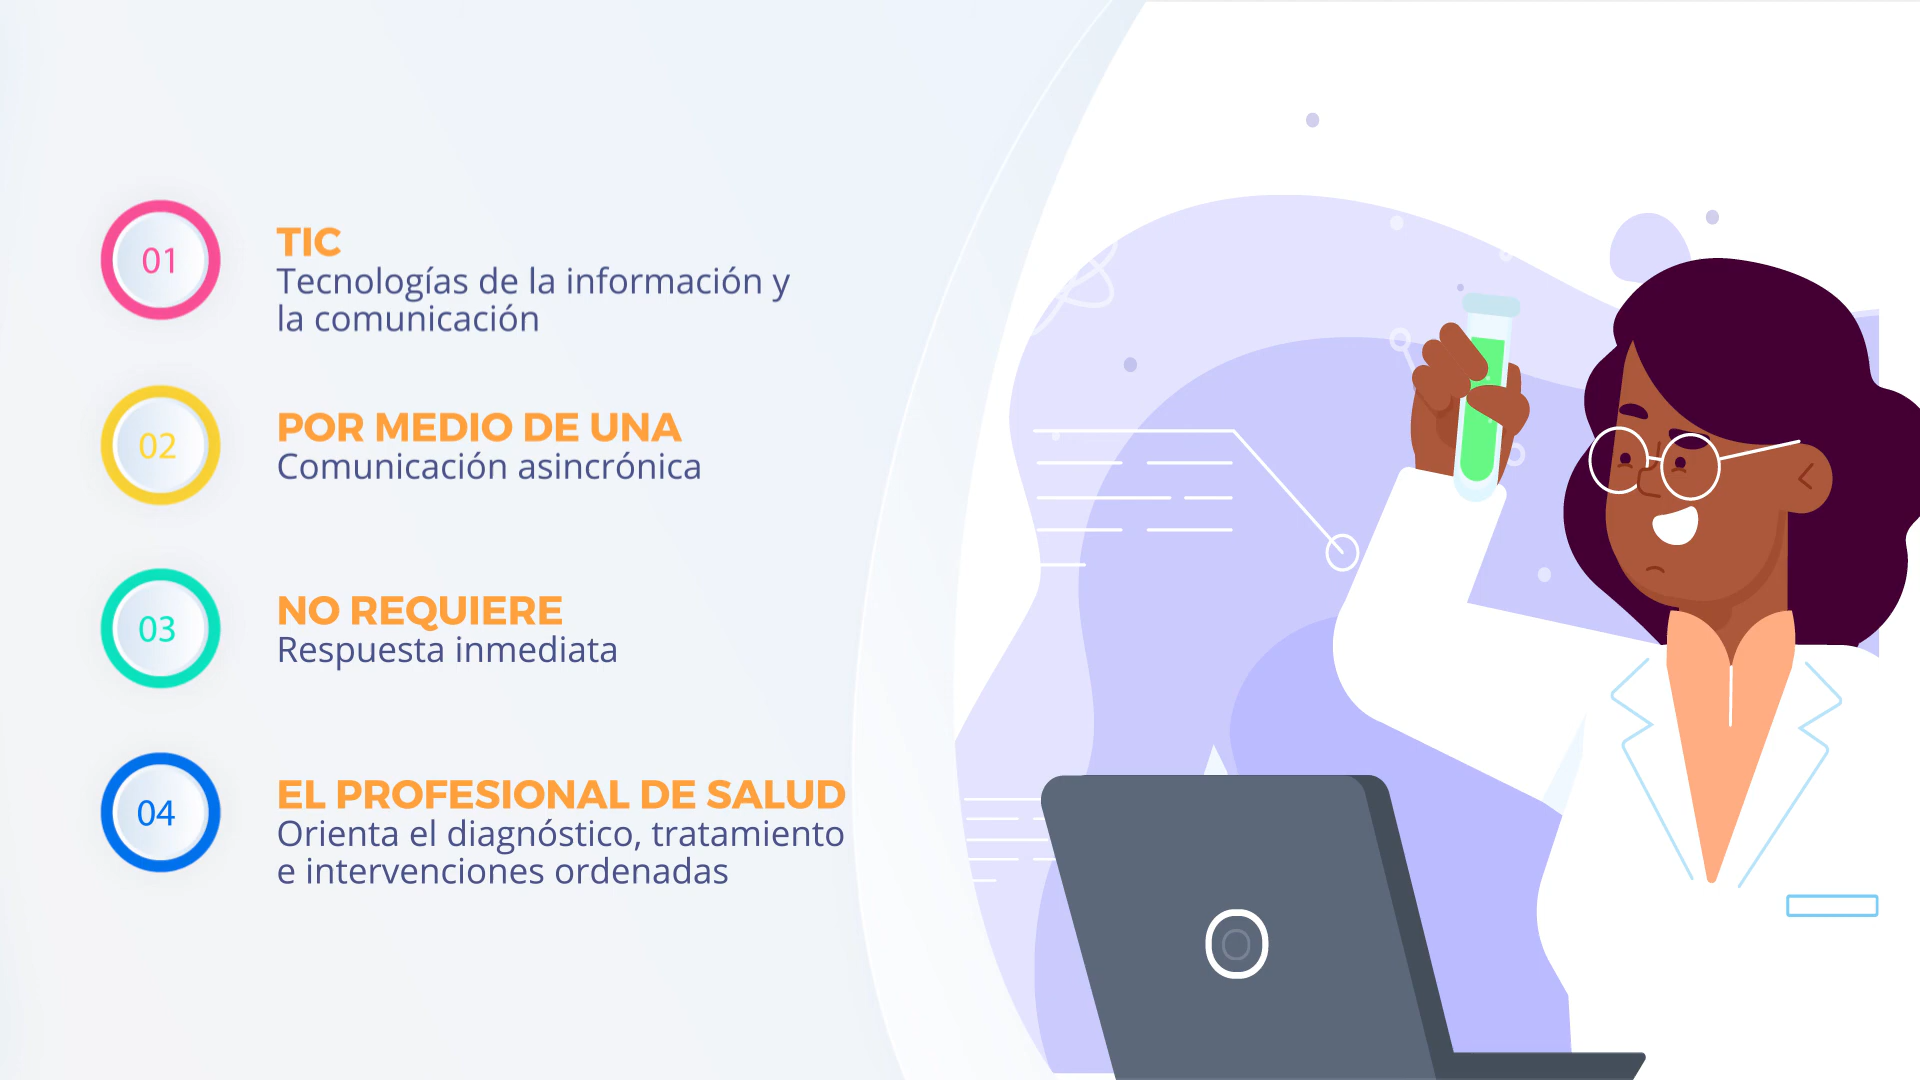 01
TIC
Tecnologías de la información y
la comunicación
02
POR MEDIO DE UNA
Comunicación asincrónica
03
NO REQUIERE
Respuesta inmediata
04
EL PROFESIONAL DE SALUD
Orienta el diagnóstico, tratamiento
e intervenciones ordenadas